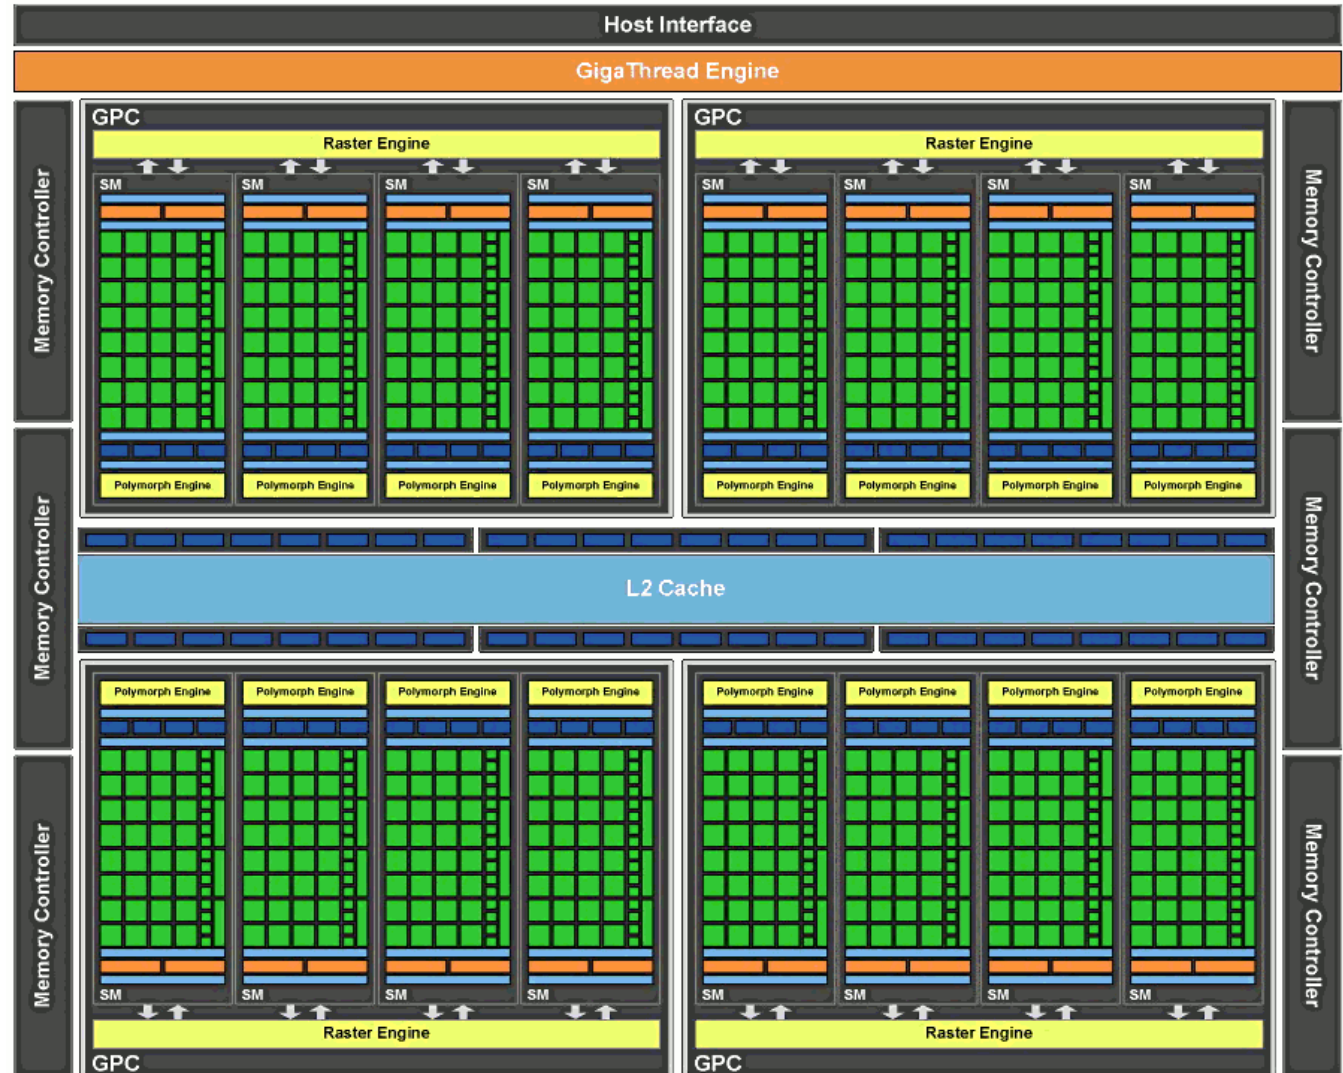 Host Interface
GigaThread Engine
GPC
GPC
Raster Engine
Raster Engine
SM
SM
SM
SM
SM
SM
SM
SM
Memory Controller
Memory Controller
Polymorph Engine
Polymorph Engine
Polymorph Engine
Polymorph Engine
Polymorph Engine
Polymorph Engine
Polymorph Engine
Polymorph Engine
Memory Controller
L2 Cache
Memory Controller
Polymorph Engine
Polymorph Engine
Polymorph Engine
Polymorph Engine
Polymorph Engine
Polymorph Engine
Polymorph Engine
Polymorph Engine
Memory Controller
Memory Controller
SM
SM
SM
SM
SM
SM
SM
SM
Raster Engine
Raster Engine
GPC
GPC